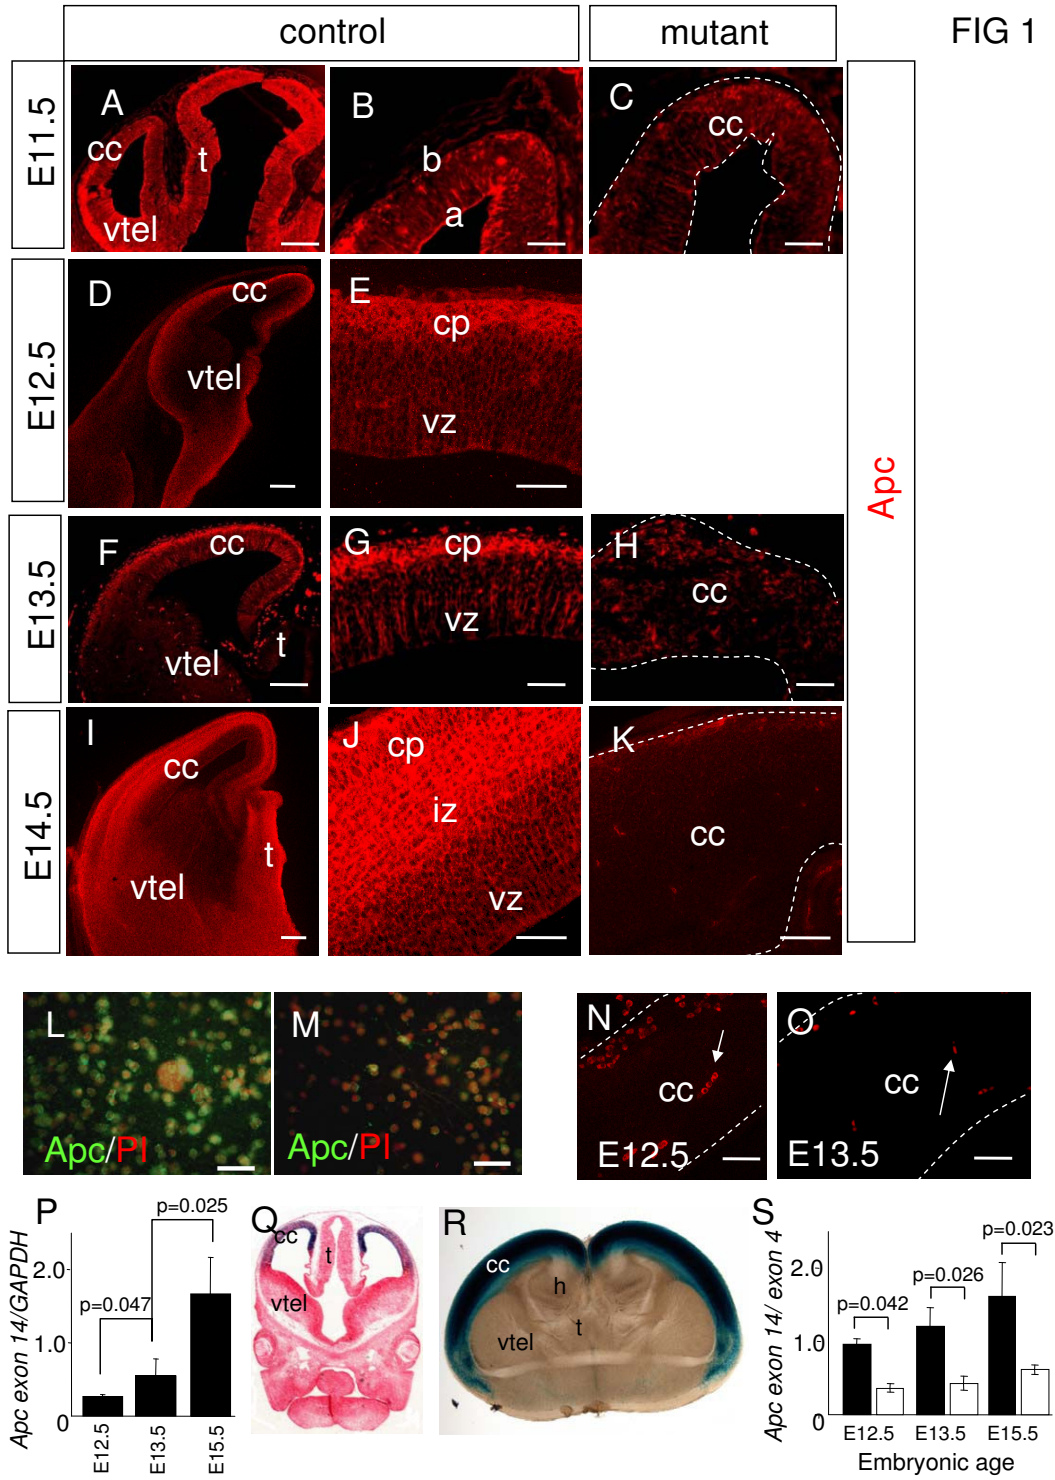 control
mutant
FIG 1
E11.5
A
cc
t
vtel
B
b
a
C
cc
E12.5
D
cc
vtel
E
cp
vz
Apc
E13.5
F
cc
vtel
t
G
cp
vz
H
cc
E14.5
I
cc
vtel
t
J
cp
iz
vz
K
cc
L
Apc/PI
M
Apc/PI
N
cc
E12.5
O
cc
E13.5
P
p=0.025
p=0.047
Apc exon 14/GAPDH
2.0
1.0
0
E12.5
E13.5
E15.5
Q
cc
t
vtel
R
cc
h
vtel
t
S
p=0.023
p=0.026
p=0.042
Apc exon 14/ exon 4
2.0
1.0
0
E12.5 E13.5 E15.5
Embryonic age